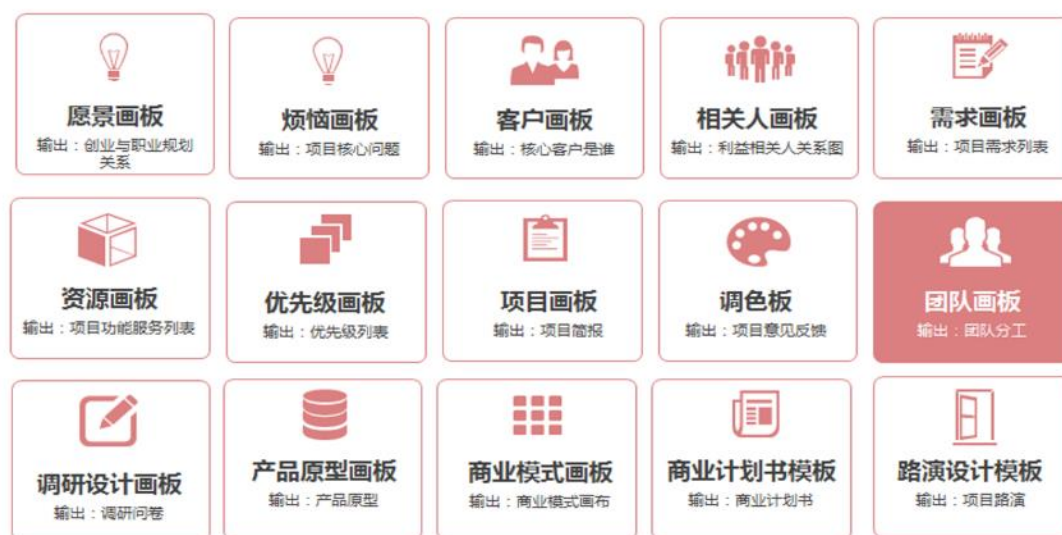 愿景画板
输出：创业与职业规划
关系
烦恼画板
输出：项目核心问题
客户画板
输出：核心客户是谁
相关人画板
输出：利益相关人关系图
需求画板
输出：项目需求列表
资源画板
输出：项目功能服务列表
优先级画板
输出：优先级列表
项目画板
输出：项目简报
调色板
输出：项目意见反馈
团队画板
输出：团队分工
调研设计画板
输出：调研问卷
产品原型画板
输出：产品原型
商业模式画板
输出：商业模式画布
商业计划书模板
输出：商业计划书
路演设计模板
输出：项目路演